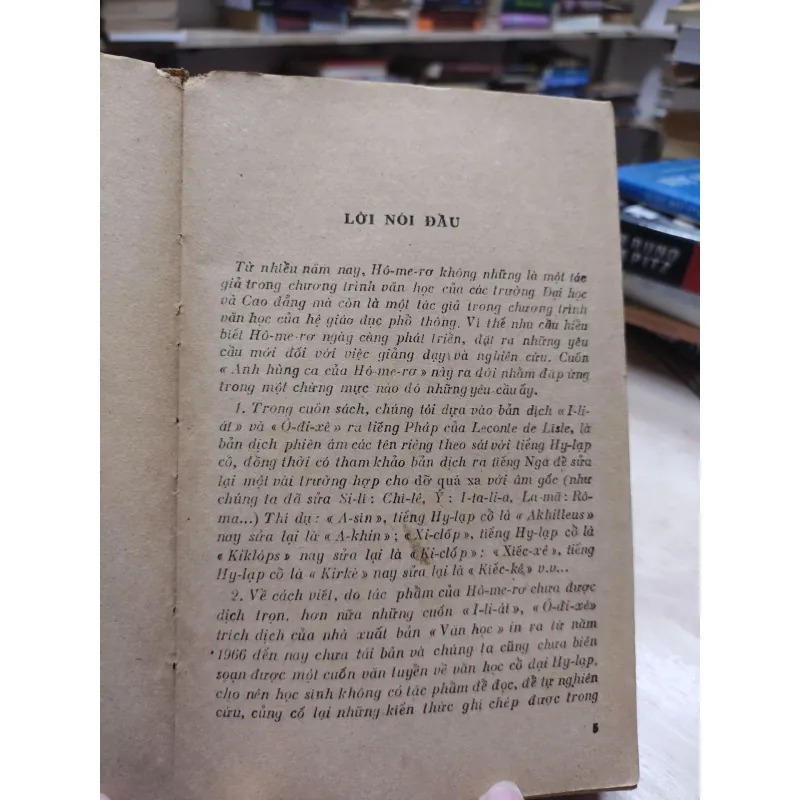 LỜI NÓI ĐẦU
Từ nhiều năm nay, Hô-me-rơ không những là một tác
giả trong chương trình văn học của các trường Đại học
và Cao đẳng mà còn là một tác giả trong chương trình
văn học của hệ giáo dục phổ thông. Vì thế nhu cầu hiểu
biết Hô-me-rơ ngày càng phát triển, đặt ra những yêu
cầu mới đối với việc giảng dạy và nghiên cứu. Cuốn
« Anh hùng ca của Hô-me-rơ » này ra đời nhằm đáp ứng
trong một chừng mực nào đó những yêu cầu ấy.
1. Trong cuốn sách, chúng tôi dựa vào bản dịch «I-li-
át» và «Ô-đi-xê» ra tiếng Pháp của Leconte de Lisle, là
bản dịch phiên âm các tên riêng theo sát với tiếng Hy-lạp
cổ, đồng thời có tham khảo bản dịch ra tiếng Nga để sửa
lại một vài trường hợp cho đỡ quá xa với âm gốc (như
chúng ta đã sửa Si-li : Chi-lê, Ý : I-ta-li-a, La-mã : Rô-
ma...) Thí dụ : « A-sin», tiếng Hy-lạp cổ là « Akhilleus»
nay sửa lại là «A-khin» ; «Xi-clốp», tiếng Hy-lạp cổ là
« Kiklôps » nay sửa lại là « Ki-clốp» ; «Xiếc-xê», tiếng
Hy-lạp cổ là « Kirkê» nay sửa lại là «Kiếc-kê» v.v...
2. Về cách viết, do tác phẩm của Hô-me-rơ chưa được
dịch trọn, hơn nữa những cuốn «I-li-át», «Ô-đi-xê»
trích dịch của nhà xuất bản «Văn học» in ra từ năm
1966 đến nay chưa tái bản và chúng ta cũng chưa biên
soạn được một cuốn văn tuyển về văn học cổ đại Hy-lạp,
cho nên học sinh không có tác phẩm để đọc, để tự nghiên
cứu, củng cố lại những kiến thức ghi chép được trong
5